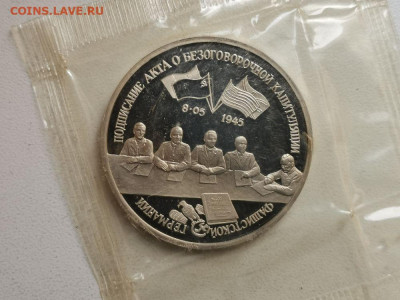 COINS.LAVE.RU
ПОДПИСАНИЕ АКТА О БЕЗОГОВОРОЧНОЙ КАПИТУЛЯЦИИ
8·05 1945
ФАШИСТСКОЙ ГЕРМАНИИ